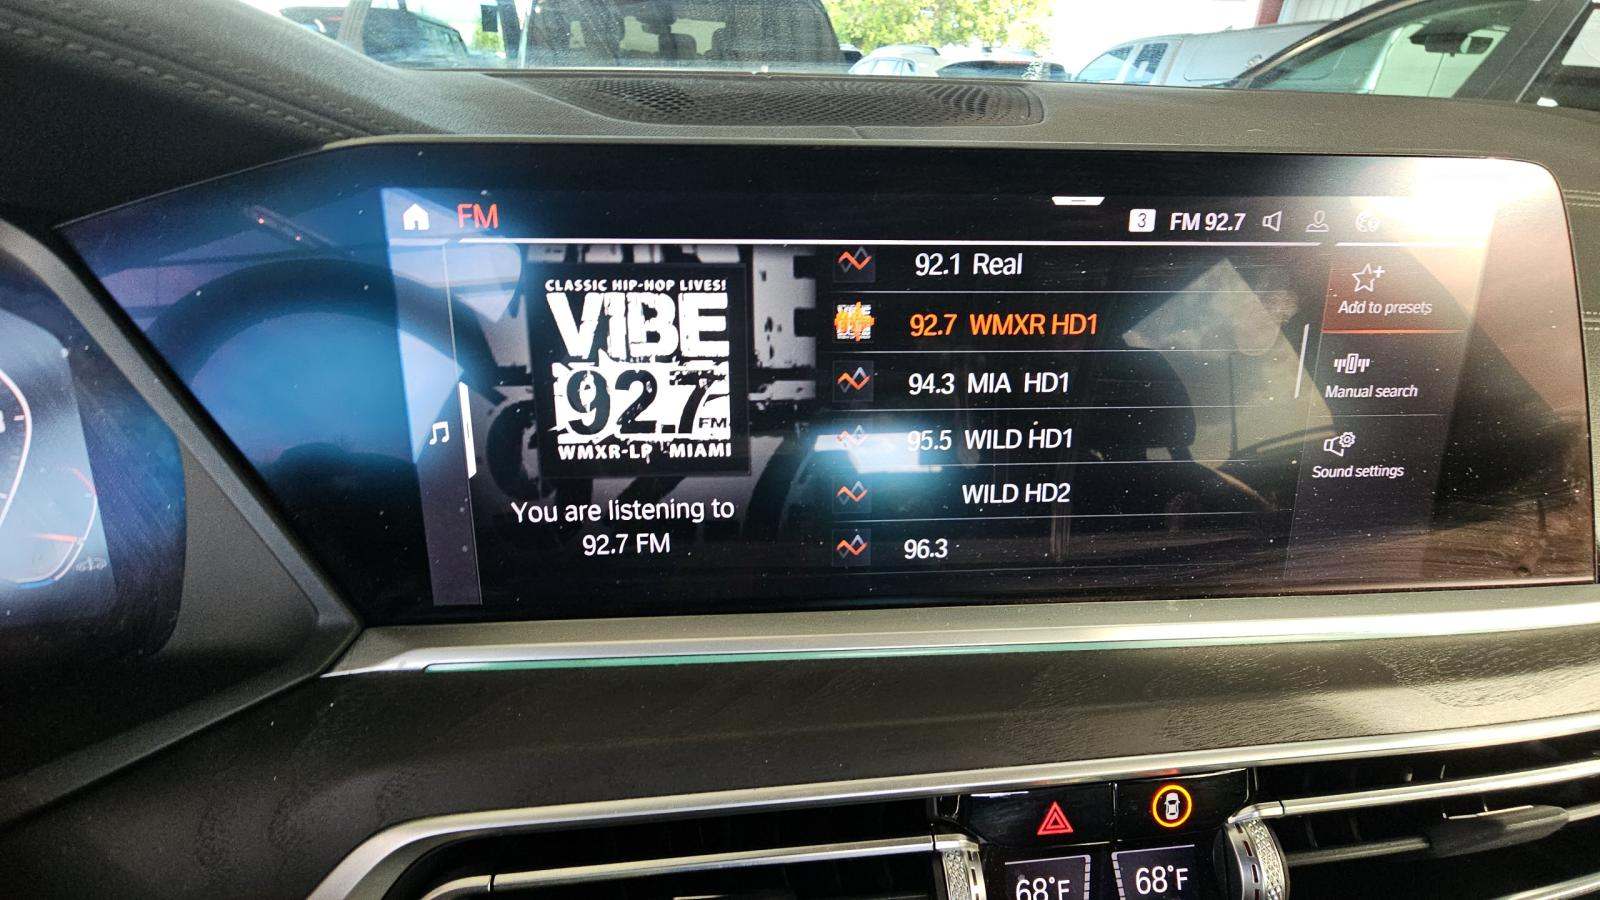 FM
3 FM 92.7
CLASSIC HIP-HOP LIVES!
VIBE
92.7 FM
WMXR-LP MIAMI
You are listening to
92.7 FM
92.1 Real
92.7 WMXR HD1
94.3 MIA HD1
95.5 WILD HD1
WILD HD2
96.3
Add to presets
Manual search
Sound settings
68°F 68°F